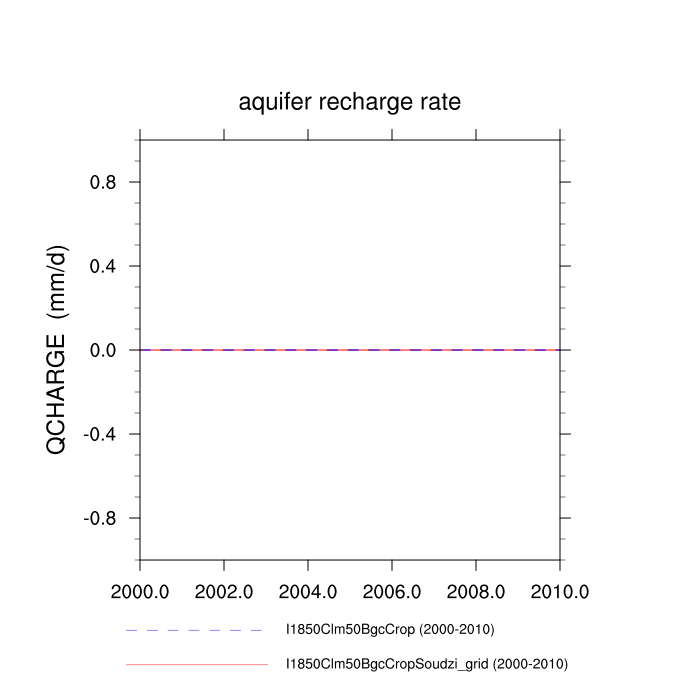 aquifer recharge rate
QCHARGE (mm/d)
0.8
0.4
0.0
-0.4
-0.8
2000.0 2002.0 2004.0 2006.0 2008.0 2010.0
I1850Clm50BgcCrop (2000-2010)
I1850Clm50BgcCropSoudzi_grid (2000-2010)